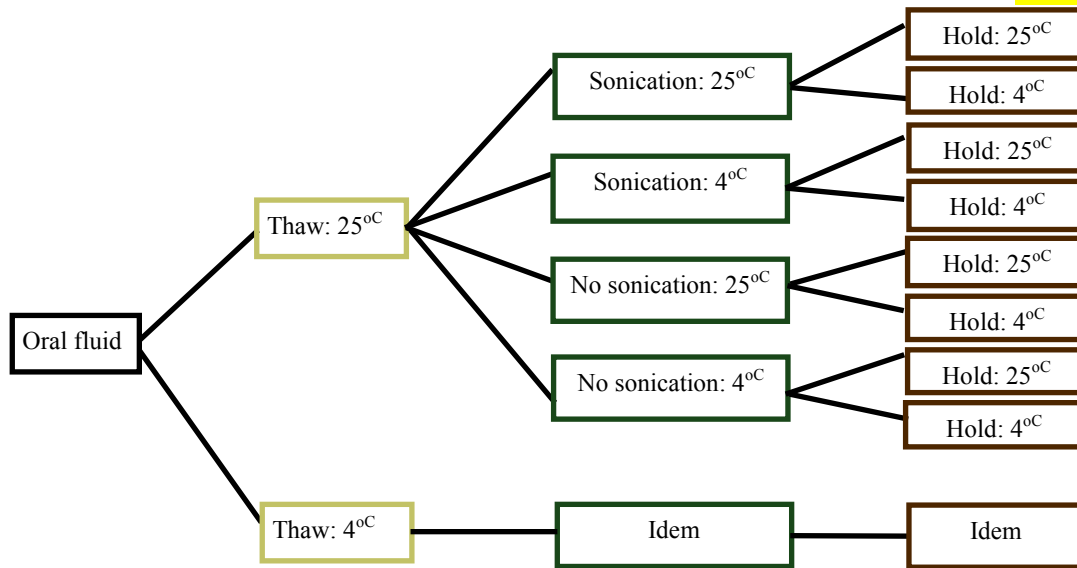 Hold: 25ºC
Sonication: 25ºC
Hold: 4ºC
Hold: 25ºC
Sonication: 4ºC
Hold: 4ºC
Thaw: 25ºC
Hold: 25ºC
No sonication: 25ºC
Hold: 4ºC
Oral fluid
Hold: 25ºC
No sonication: 4ºC
Hold: 4ºC
Thaw: 4ºC
Idem
Idem